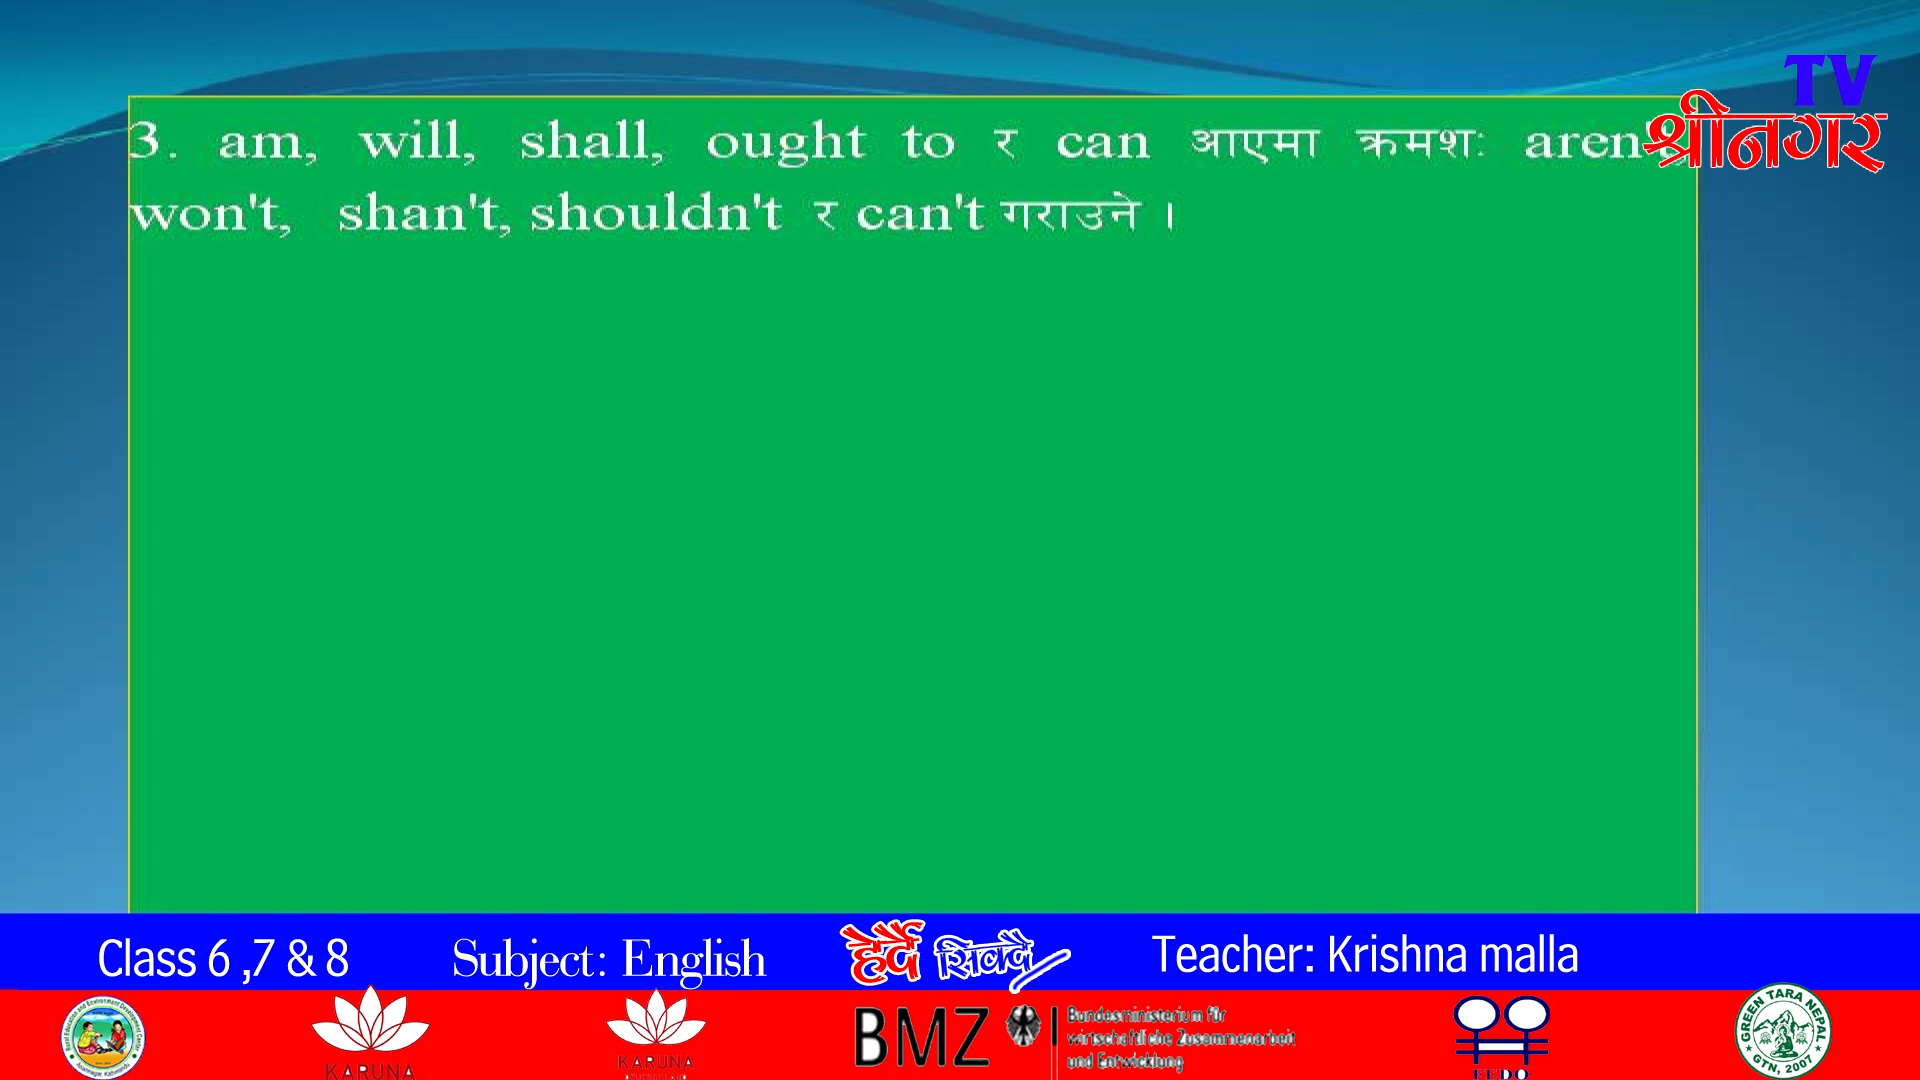 TV
श्रीनगर
3. am, will, shall, ought to र can आएमा क्रमशः aren't,
won't, shan't, shouldn't र can't गराउने ।
Class 6 ,7 & 8 Subject: English हेर्दै सिक्दै Teacher: Krishna malla
KARUNA
KARUNA
BMZ
Bundesministerium für
wirtschaftliche Zusammenarbeit
und Entwicklung
FEDO
GREEN TARA NEPAL
GTN, 2007